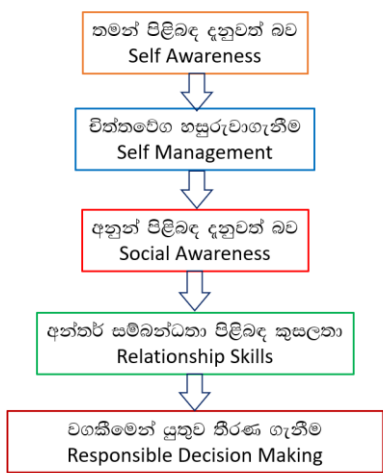 තමන් පිළිබඳ දැනුවත් බව
Self Awareness
චිත්තවේග හසුරුවාගැනීම
Self Management
අනුන් පිළිබඳ දැනුවත් බව
Social Awareness
අන්තර් සම්බන්ධතා පිළිබඳ කුසලතා
Relationship Skills
වගකීමෙන් යුතුව තීරණ ගැනීම
Responsible Decision Making